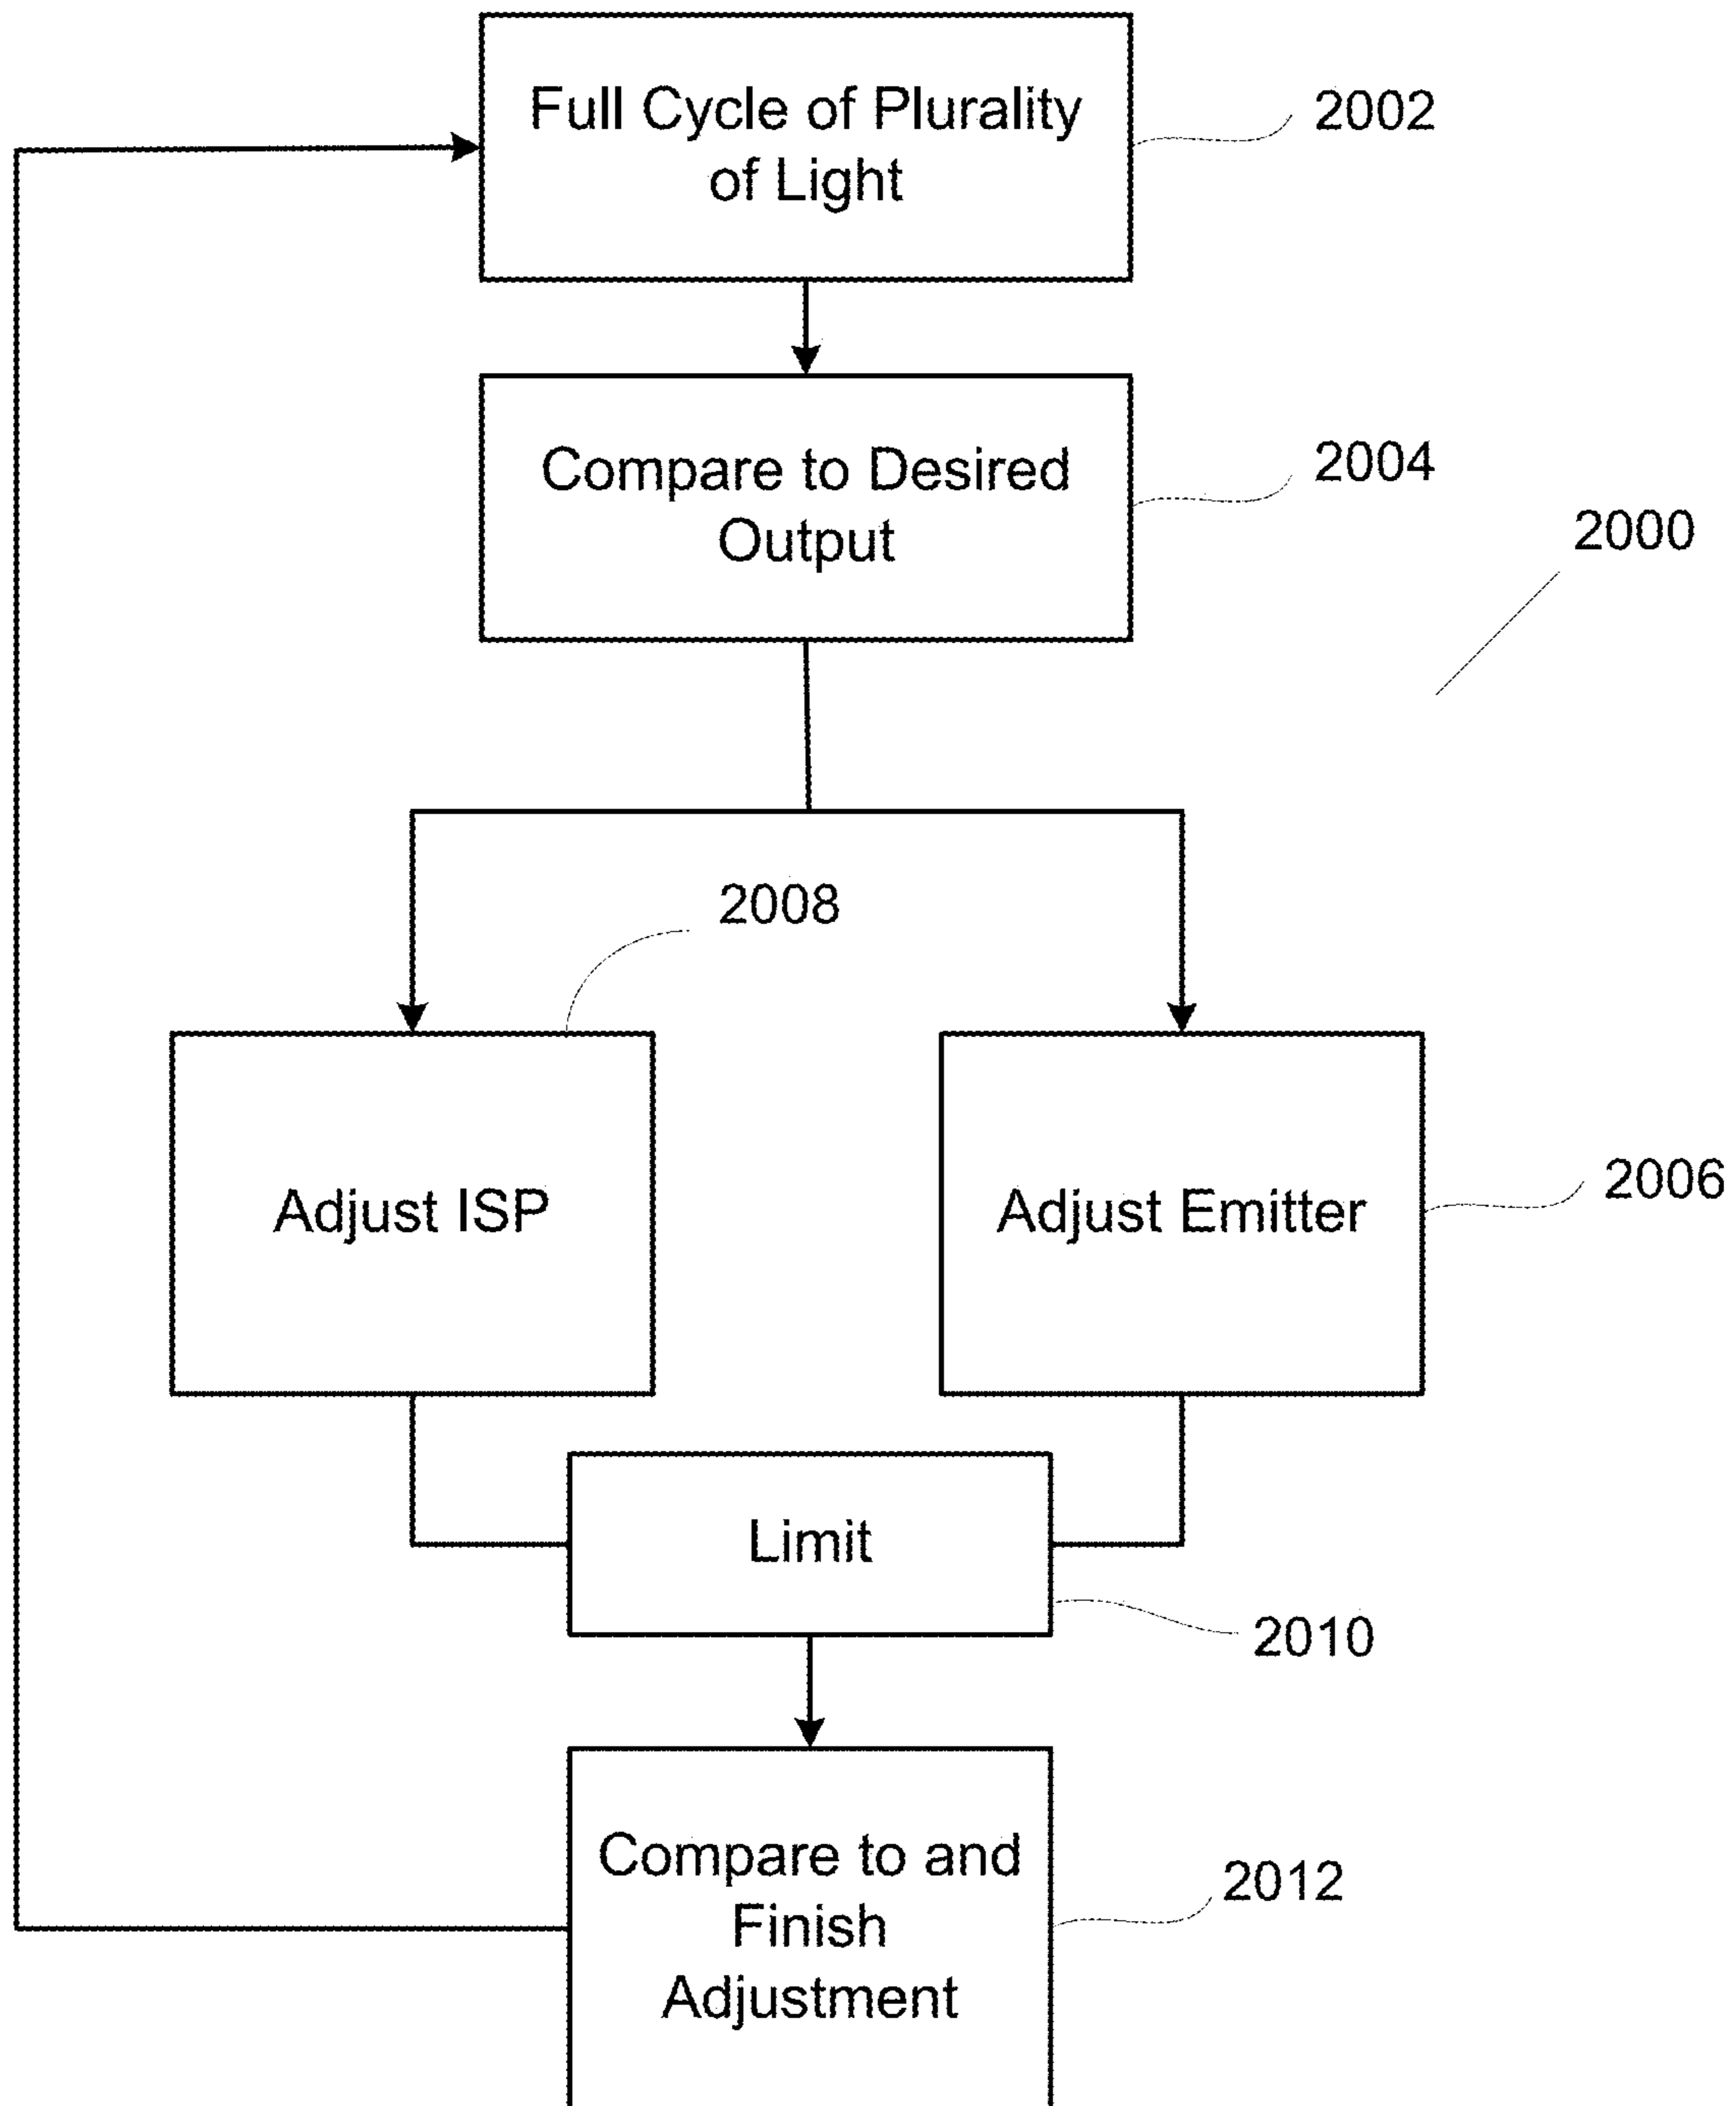 Full Cycle of Plurality
of Light
2002
Compare to Desired
Output
2004
2000
2008
Adjust ISP
Adjust Emitter
2006
Limit
2010
Compare to and
Finish
Adjustment
2012